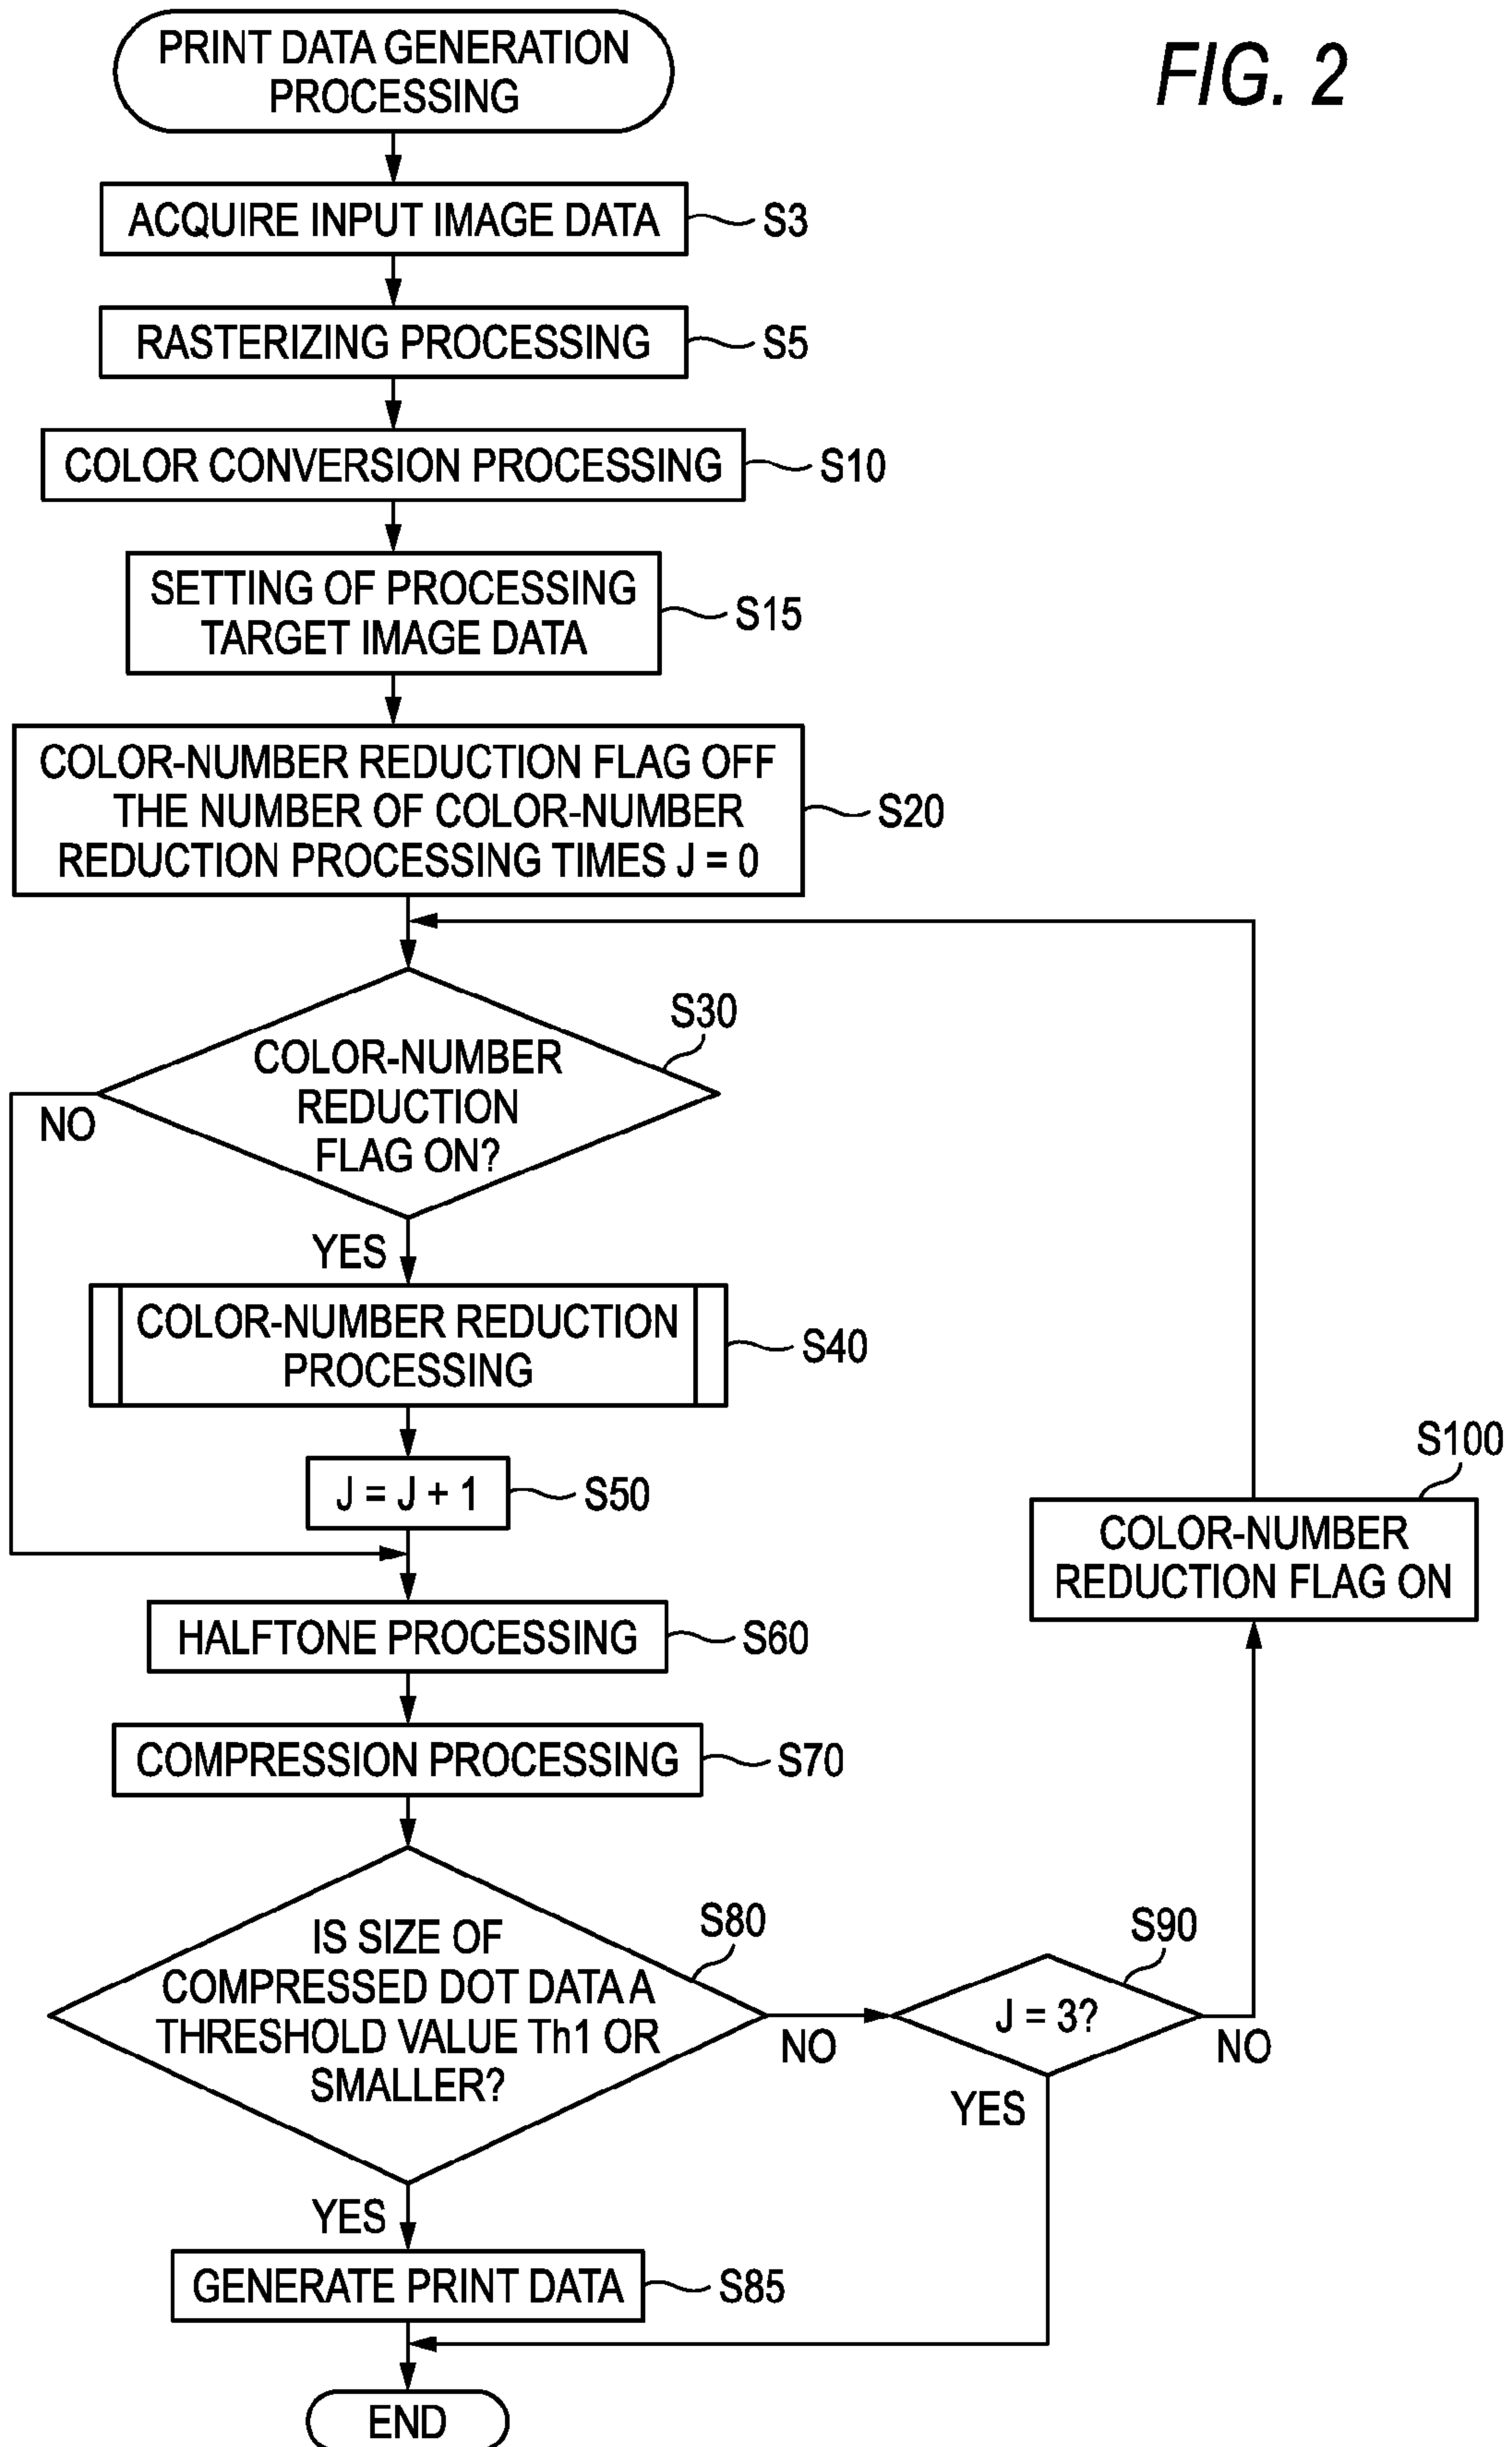 FIG. 2
PRINT DATA GENERATION
PROCESSING
ACQUIRE INPUT IMAGE DATA
S3
RASTERIZING PROCESSING
S5
COLOR CONVERSION PROCESSING
S10
SETTING OF PROCESSING
TARGET IMAGE DATA
S15
COLOR-NUMBER REDUCTION FLAG OFF
THE NUMBER OF COLOR-NUMBER
REDUCTION PROCESSING TIMES J = 0
S20
S30
COLOR-NUMBER
REDUCTION
FLAG ON?
NO
YES
COLOR-NUMBER REDUCTION
PROCESSING
S40
J = J + 1
S50
S100
COLOR-NUMBER
REDUCTION FLAG ON
HALFTONE PROCESSING
S60
COMPRESSION PROCESSING
S70
S80
IS SIZE OF
COMPRESSED DOT DATA A
THRESHOLD VALUE Th1 OR
SMALLER?
NO
S90
J = 3?
NO
YES
YES
GENERATE PRINT DATA
S85
END